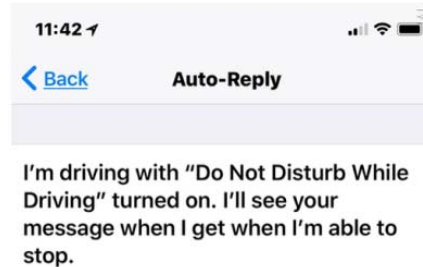 11:42
Back Auto-Reply
I’m driving with “Do Not Disturb While
Driving” turned on. I’ll see your
message when I get when I’m able to
stop.